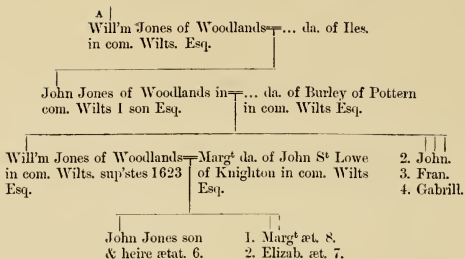 A
Will'm Jones of Woodlands=... da. of Iles.
in com. Wilts. Esq.
John Jones of Woodlands in=... da. of Burley of Pottern
com. Wilts 1 son Esq. in com. Wilts Esq.
Will'm Jones of Woodlands=Margt da. of John St Lowe 2. John.
in com. Wilts. sup'stes 1623 of Knighton in com. Wilts 3. Fran.
Esq. Esq. 4. Gabrill.
John Jones son 1. Margt æt. 8.
& heire ætat. 6. 2. Elizab. æt. 7.